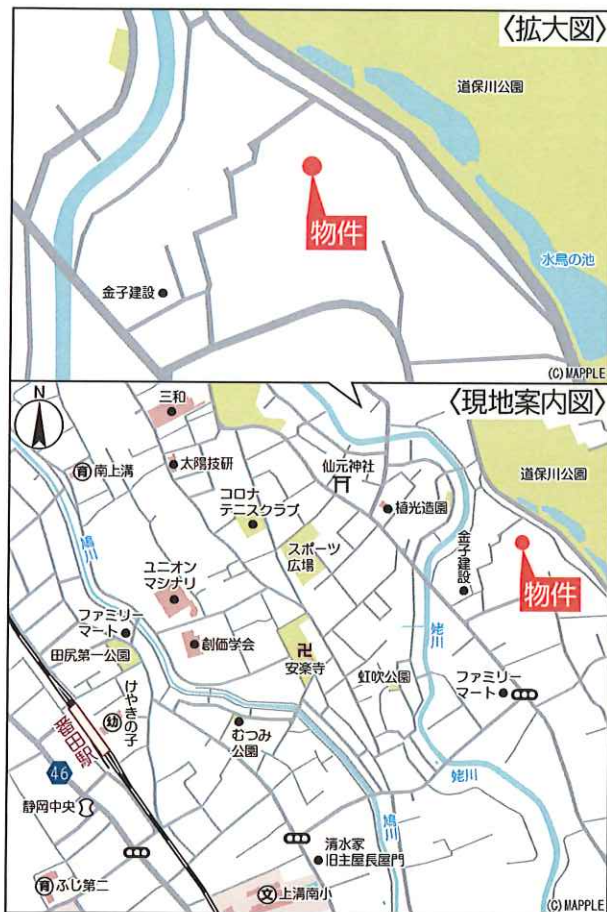 〈拡大図〉
道保川公園
物件
水鳥の池
金子建設
(C)MAPPLE
〈現地案内図〉
N
三和
育 南上溝
太陽技研
仙元神社
道保川公園
コロナ
テニスクラブ
植光造園
鳩川
スポーツ
広場
金子建設
物件
ユニオン
マシナリ
ファミリー
マート
創価学会
姥川
田尻第一公園
卍
安楽寺
虹吹公園
ファミリー
マート
けやきの子
幼
むつみ
公園
番田駅
46
姥川
静岡中央
鳩川
清水家
旧主屋長屋門
育 ふじ第二
文 上溝南小
(C)MAPPLE